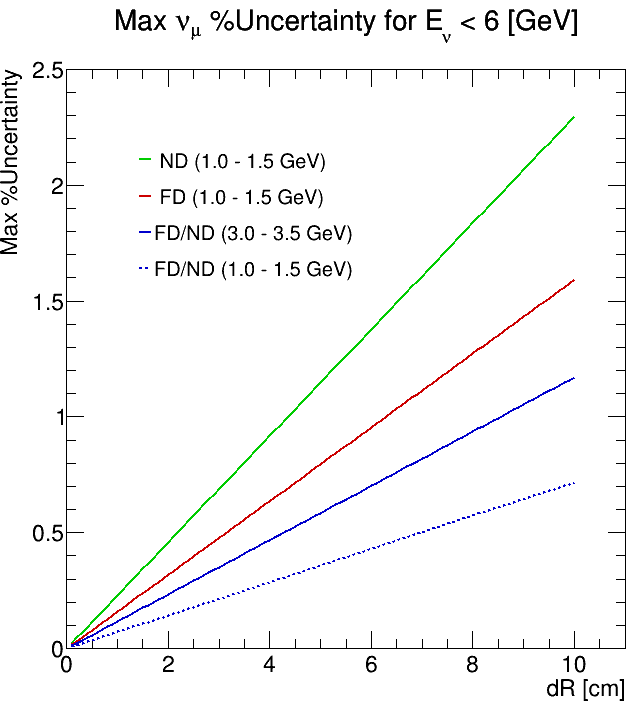 Max νμ %Uncertainty for Eν < 6 [GeV]
Max %Uncertainty
2.5
2
1.5
1
0.5
0
ND (1.0 - 1.5 GeV)
FD (1.0 - 1.5 GeV)
FD/ND (3.0 - 3.5 GeV)
FD/ND (1.0 - 1.5 GeV)
0 2 4 6 8 10
dR [cm]